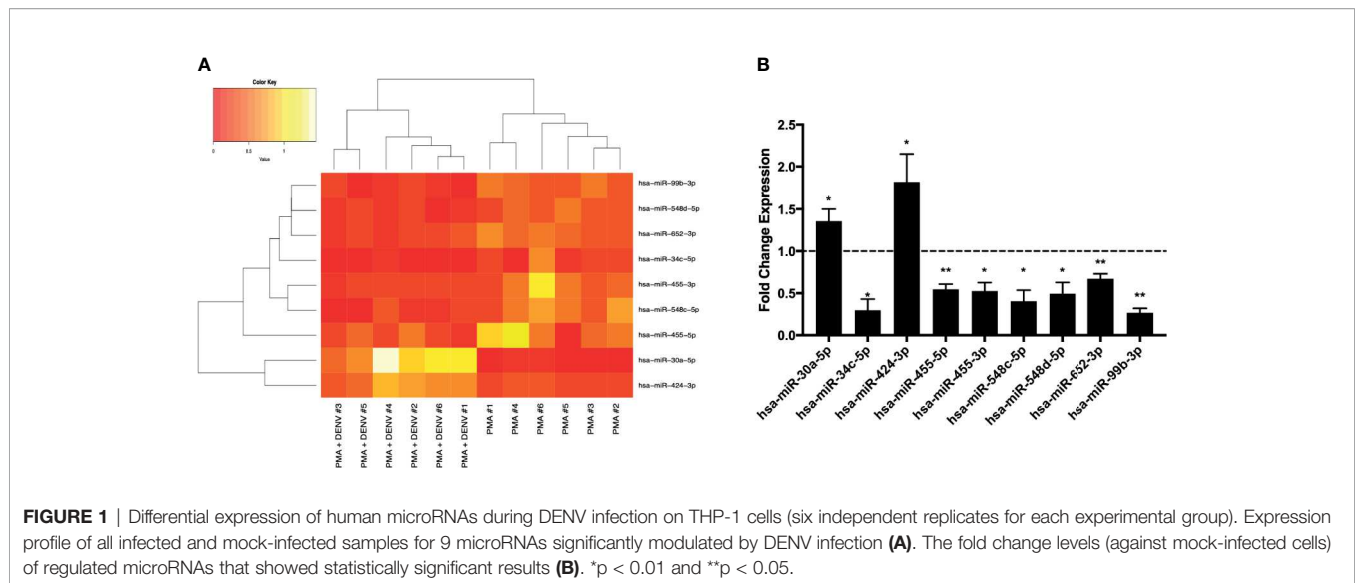 A
Color Key
0
0.5
1
Value
hsa-miR-99b-3p
hsa-miR-548d-5p
hsa-miR-652-3p
hsa-miR-34c-5p
hsa-miR-455-3p
hsa-miR-548c-5p
hsa-miR-455-5p
hsa-miR-30a-5p
hsa-miR-424-3p
PMA + DENV #3
PMA + DENV #5
PMA + DENV #4
PMA + DENV #2
PMA + DENV #6
PMA + DENV #1
PMA #1
PMA #4
PMA #6
PMA #5
PMA #3
PMA #2
B
Fold Change Expression
2.5
2.0
1.5
1.0
0.5
0.0
*
*
*
**
*
*
*
**
**
hsa-miR-30a-5p
hsa-miR-34c-5p
hsa-miR-424-3p
hsa-miR-455-5p
hsa-miR-455-3p
hsa-miR-548c-5p
hsa-miR-548d-5p
hsa-miR-652-3p
hsa-miR-99b-3p
FIGURE 1 | Differential expression of human microRNAs during DENV infection on THP-1 cells (six independent replicates for each experimental group). Expression
profile of all infected and mock-infected samples for 9 microRNAs significantly modulated by DENV infection (A). The fold change levels (against mock-infected cells)
of regulated microRNAs that showed statistically significant results (B). *p < 0.01 and **p < 0.05.